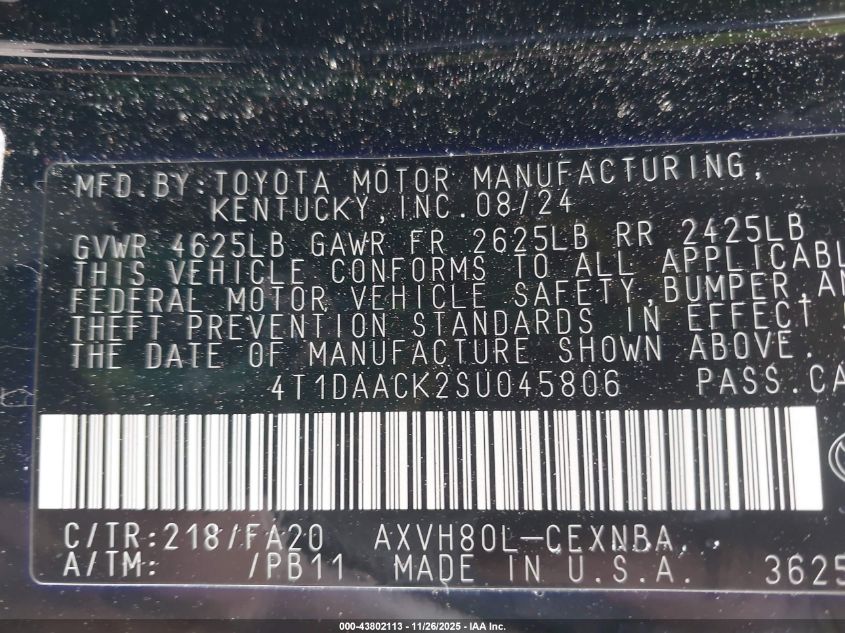 MFD. BY: TOYOTA MOTOR MANUFACTURING,
KENTUCKY, INC. 08/24
GVWR 4625LB GAWR FR 2625LB RR 2425LB
THIS VEHICLE CONFORMS TO ALL APPLICABL
FEDERAL MOTOR VEHICLE SAFETY, BUMPER, AN
THEFT PREVENTION STANDARDS IN EFFECT
THE DATE OF MANUFACTURE SHOWN ABOVE.
4T1DAACK2SU045806 PASS. CA
C/TR: 218/FA20 AXVH80L-CEXNBA
A/TM: /PB11 MADE IN U.S.A. 3625
000-43802113 - 11/26/2025 - IAA Inc.